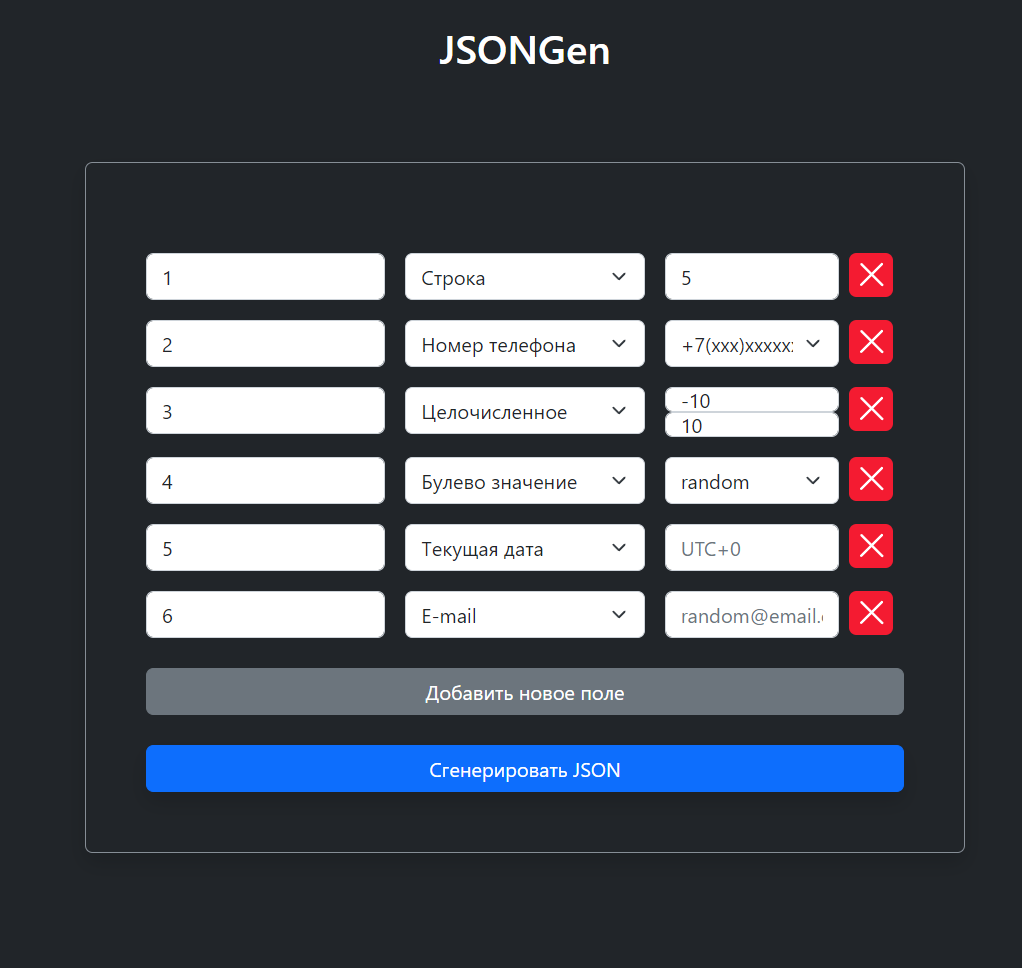 JSONGen
1 Строка 5
2 Номер телефона +7(xxx)xxxxx
3 Целочисленное -10
10
4 Булево значение random
5 Текущая дата UTC+0
6 E-mail random@email.
Добавить новое поле
Сгенерировать JSON